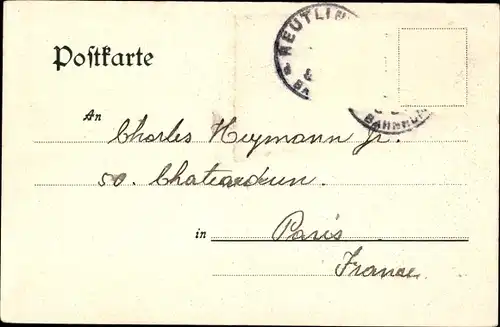 Postkarte
REUTLIN
&
BAHNHOF
An Charles Heymann Jr.
50. Chateaudun.
in Paris
France